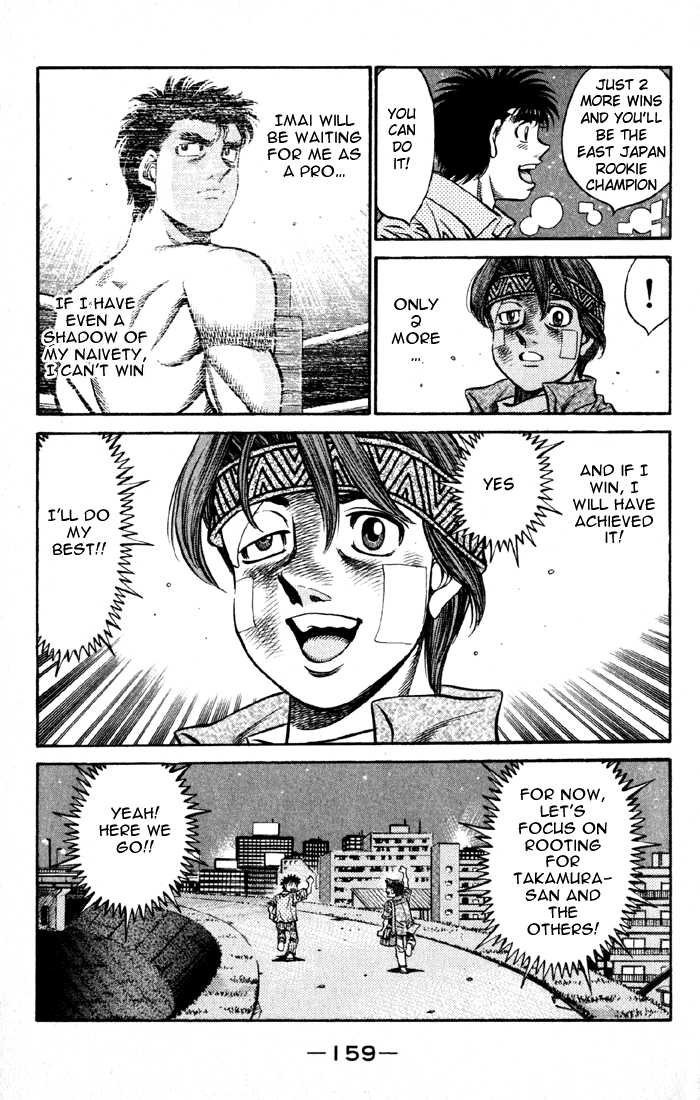 JUST 2
MORE WINS
AND YOU'LL
BE THE
EAST JAPAN
ROOKIE
CHAMPION
YOU
CAN
DO
IT!
!
ONLY
2
MORE
...
IMAI WILL
BE WAITING
FOR ME AS
A PRO...
IF I HAVE
EVEN A
SHADOW OF
MY NAIVETY,
I CAN'T WIN
AND IF I
WIN, I
WILL HAVE
ACHIEVED
IT!
YES
I'LL DO
MY
BEST!!
FOR NOW,
LET'S
FOCUS ON
ROOTING
FOR
TAKAMURA-
SAN AND
THE
OTHERS!
YEAH!
HERE WE
GO!!
—159—